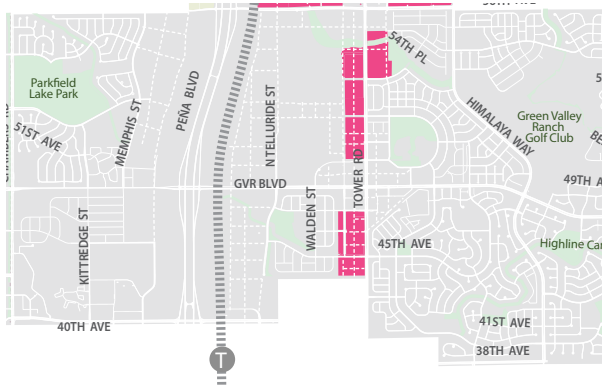 54TH PL
Parkfield
Lake Park
PEÑA BLVD
MEMPHIS ST
N TELLURIDE ST
HIMALAYA WAY
Green Valley
Ranch
Golf Club
51ST AVE
TOWER RD
GVR BLVD
49TH A
WALDEN ST
KITTREDGE ST
45TH AVE
Highline Can
40TH AVE
41ST AVE
38TH AVE
T